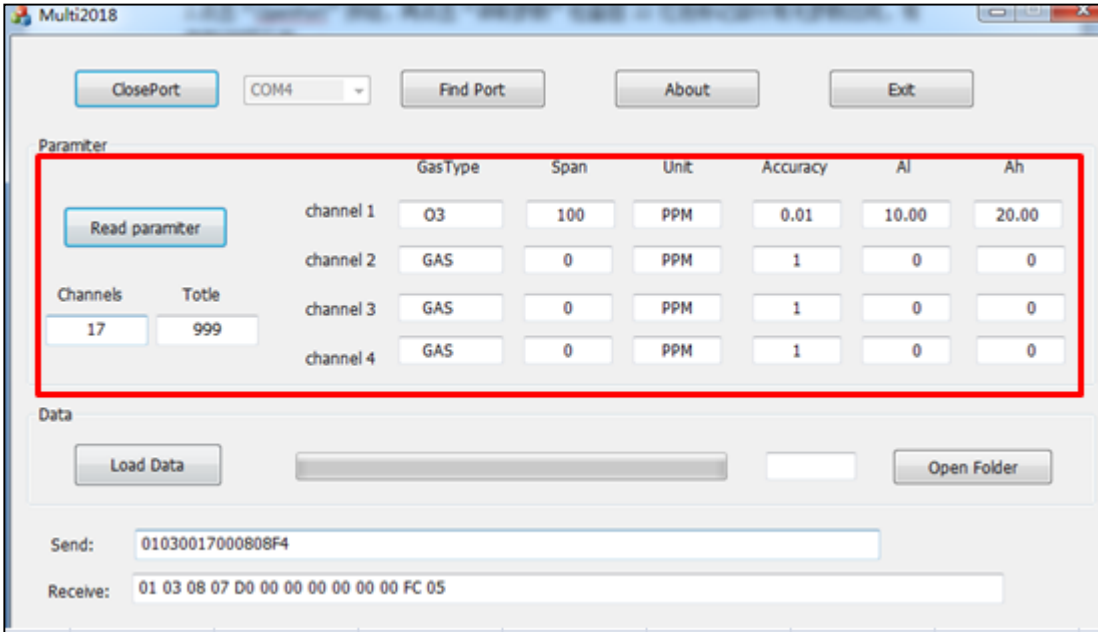 Multi2018
ClosePort COM4 Find Port About Exit
Paramiter
GasType Span Unit Accuracy Al Ah
Read paramiter
channel 1 O3 100 PPM 0.01 10.00 20.00
channel 2 GAS 0 PPM 1 0 0
Channels Totle
channel 3 GAS 0 PPM 1 0 0
17 999
channel 4 GAS 0 PPM 1 0 0
Data
Load Data Open Folder
Send: 01030017000808F4
Receive: 01 03 08 07 D0 00 00 00 00 00 00 FC 05